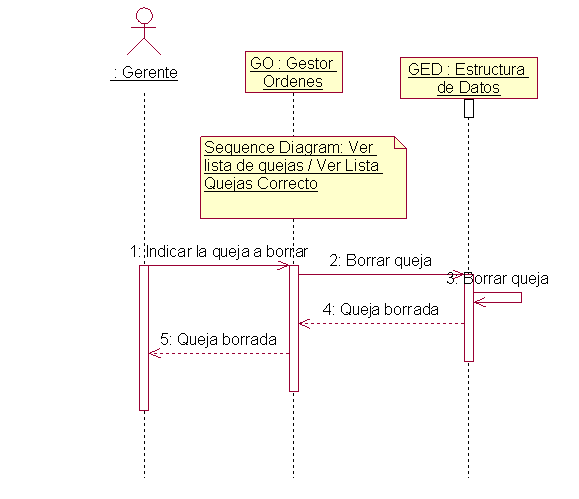 : Gerente
GO : Gestor
Ordenes
GED : Estructura
de Datos
Sequence Diagram: Ver
lista de quejas / Ver Lista
Quejas Correcto
1: Indicar la queja a borrar
2: Borrar queja
3: Borrar queja
4: Queja borrada
5: Queja borrada